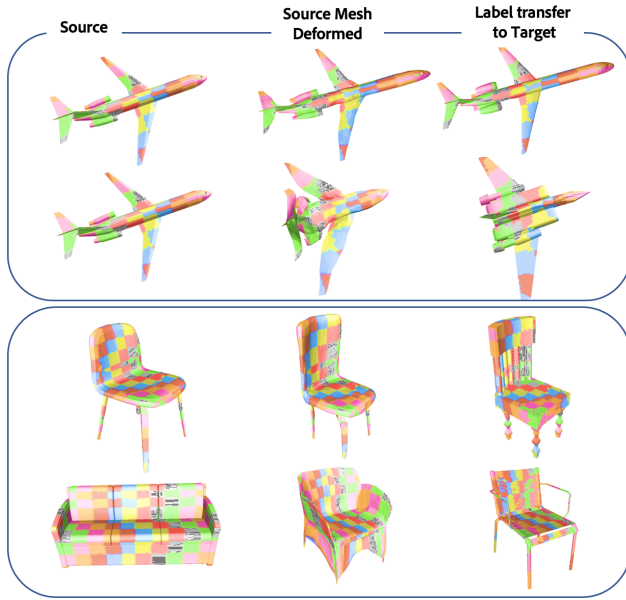 Source
Source Mesh
Deformed
Label transfer
to Target